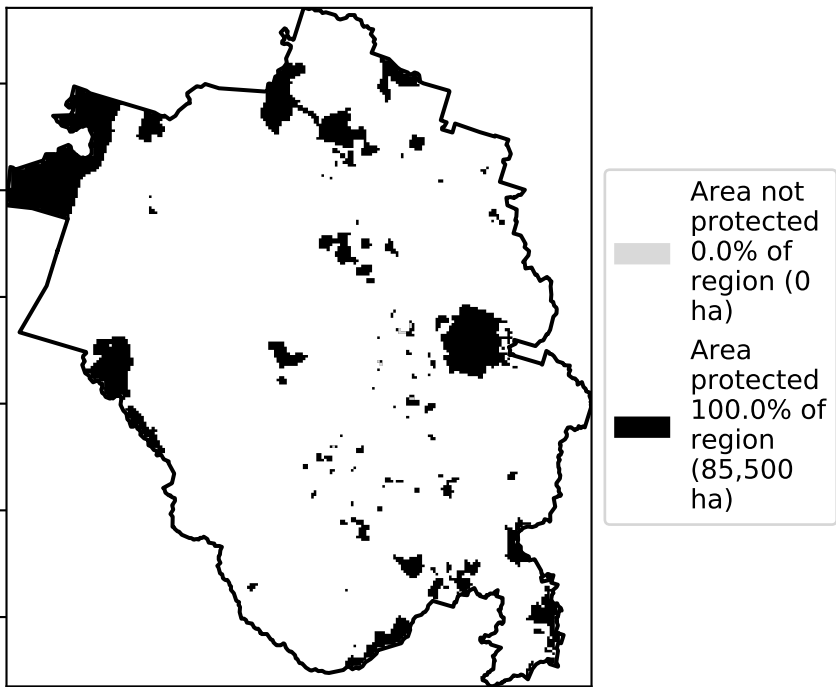 Area not
protected
0.0% of
region (0
ha)
Area
protected
100.0% of
region
(85,500
ha)